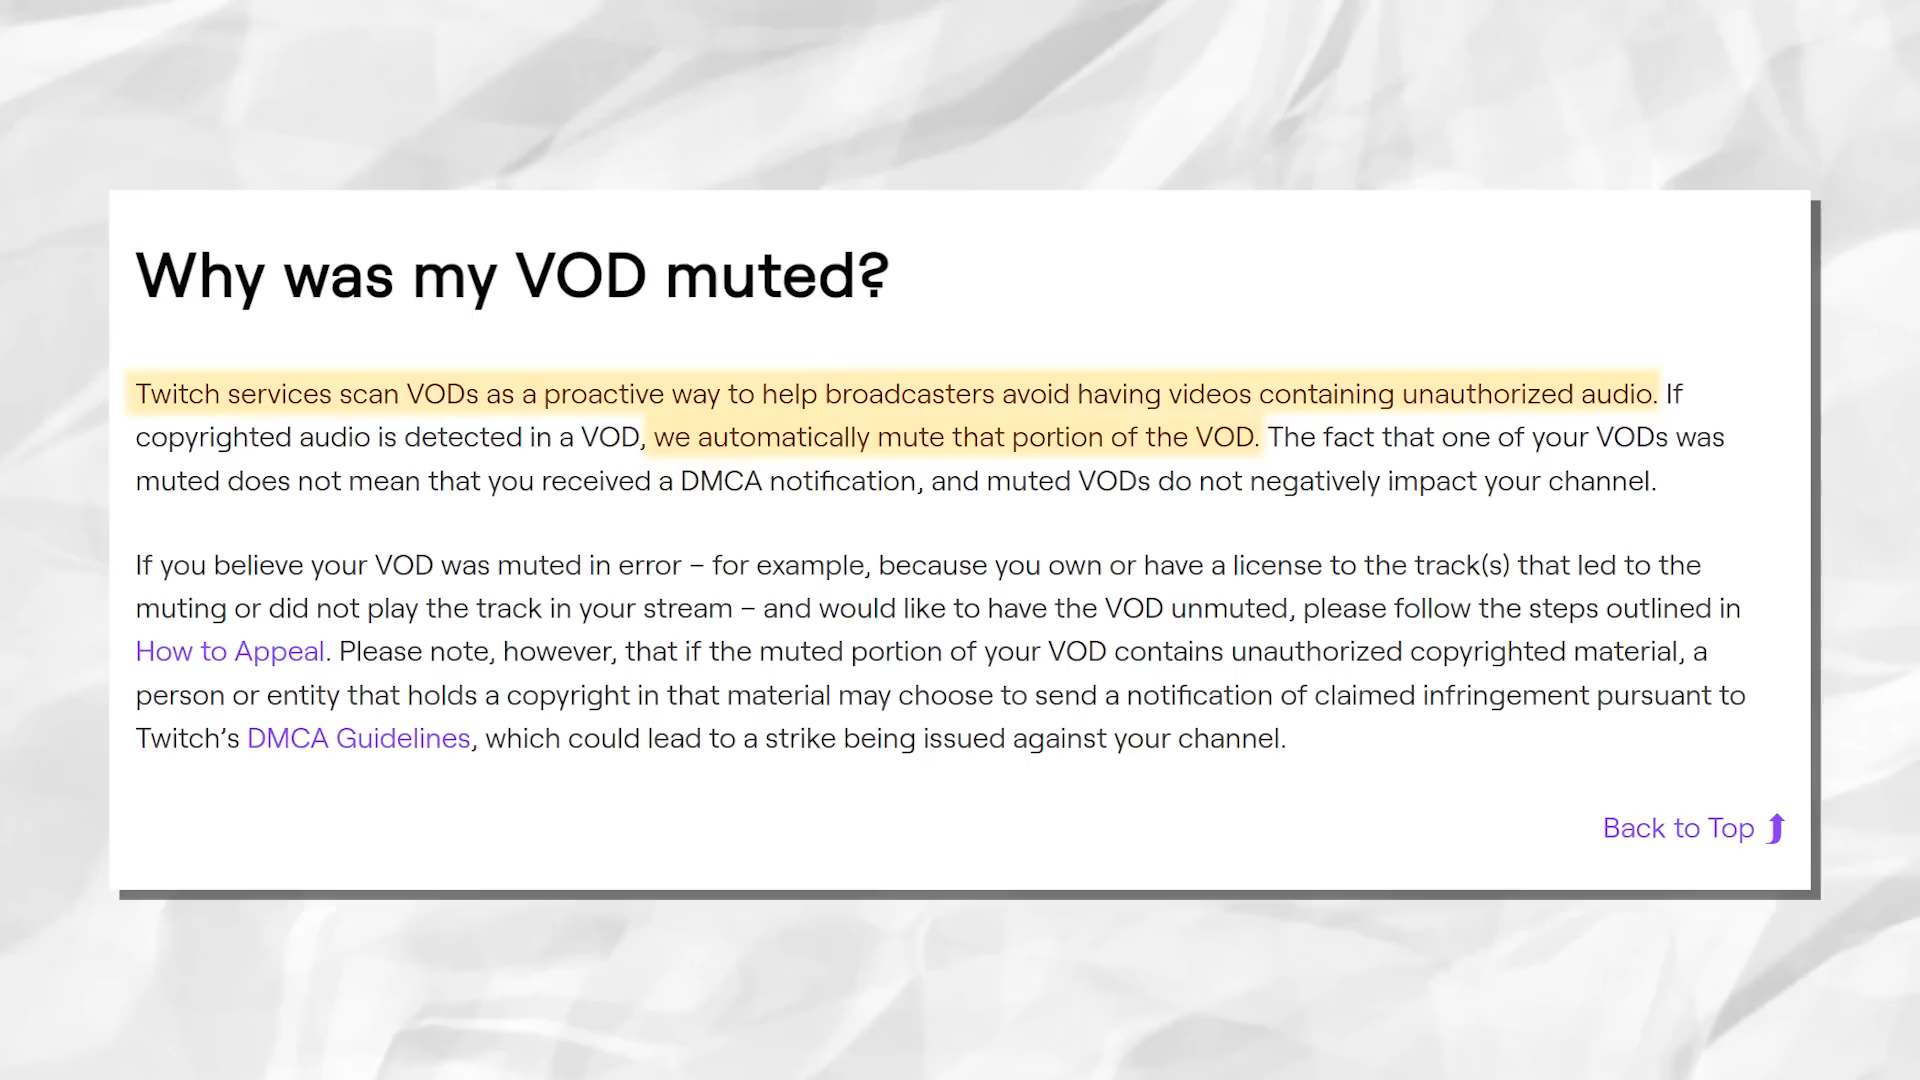 Why was my VOD muted?
Twitch services scan VODs as a proactive way to help broadcasters avoid having videos containing unauthorized audio. If
copyrighted audio is detected in a VOD, we automatically mute that portion of the VOD. The fact that one of your VODs was
muted does not mean that you received a DMCA notification, and muted VODs do not negatively impact your channel.
If you believe your VOD was muted in error – for example, because you own or have a license to the track(s) that led to the
muting or did not play the track in your stream – and would like to have the VOD unmuted, please follow the steps outlined in
How to Appeal. Please note, however, that if the muted portion of your VOD contains unauthorized copyrighted material, a
person or entity that holds a copyright in that material may choose to send a notification of claimed infringement pursuant to
Twitch’s DMCA Guidelines, which could lead to a strike being issued against your channel.
Back to Top